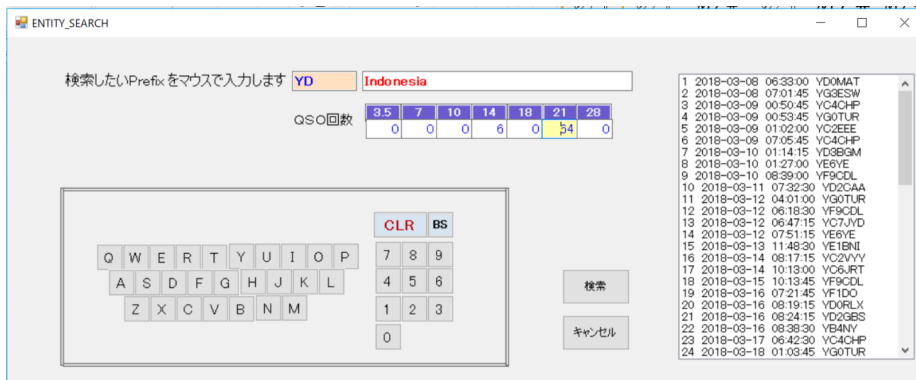 ENTITY_SEARCH
検索したいPrefixをマウスで入力します YD Indonesia
QSO回数
3.5 7 10 14 18 21 28
0 0 0 6 0 54 0
CLR BS
Q W E R T Y U I O P 7 8 9
A S D F G H J K L 4 5 6
Z X C V B N M 1 2 3
0
検索
キャンセル
1 2018-03-08 06:33:00 YD0MAT
2 2018-03-08 07:01:45 YG3ESW
3 2018-03-09 00:50:45 YC4CHP
4 2018-03-09 00:53:45 YG0TUR
5 2018-03-09 01:02:00 YC2EEE
6 2018-03-09 07:05:45 YC4CHP
7 2018-03-10 01:14:15 YD3BGM
8 2018-03-10 01:27:00 YE6YE
9 2018-03-10 08:39:00 YF9CDL
10 2018-03-11 07:32:30 YD2CAA
11 2018-03-12 04:01:00 YG0TUR
12 2018-03-12 06:18:30 YF9CDL
13 2018-03-12 06:47:15 YC7JYD
14 2018-03-12 07:51:15 YE6YE
15 2018-03-13 11:48:30 YE1BNI
16 2018-03-14 08:17:15 YC2VYY
17 2018-03-14 10:13:00 YC6JRT
18 2018-03-15 10:13:45 YF9CDL
19 2018-03-16 07:21:45 YF1DO
20 2018-03-16 08:19:15 YD0RLX
21 2018-03-16 08:24:15 YD2GBS
22 2018-03-16 08:38:30 YB4NY
23 2018-03-17 06:42:30 YC4CHP
24 2018-03-18 01:03:45 YG0TUR